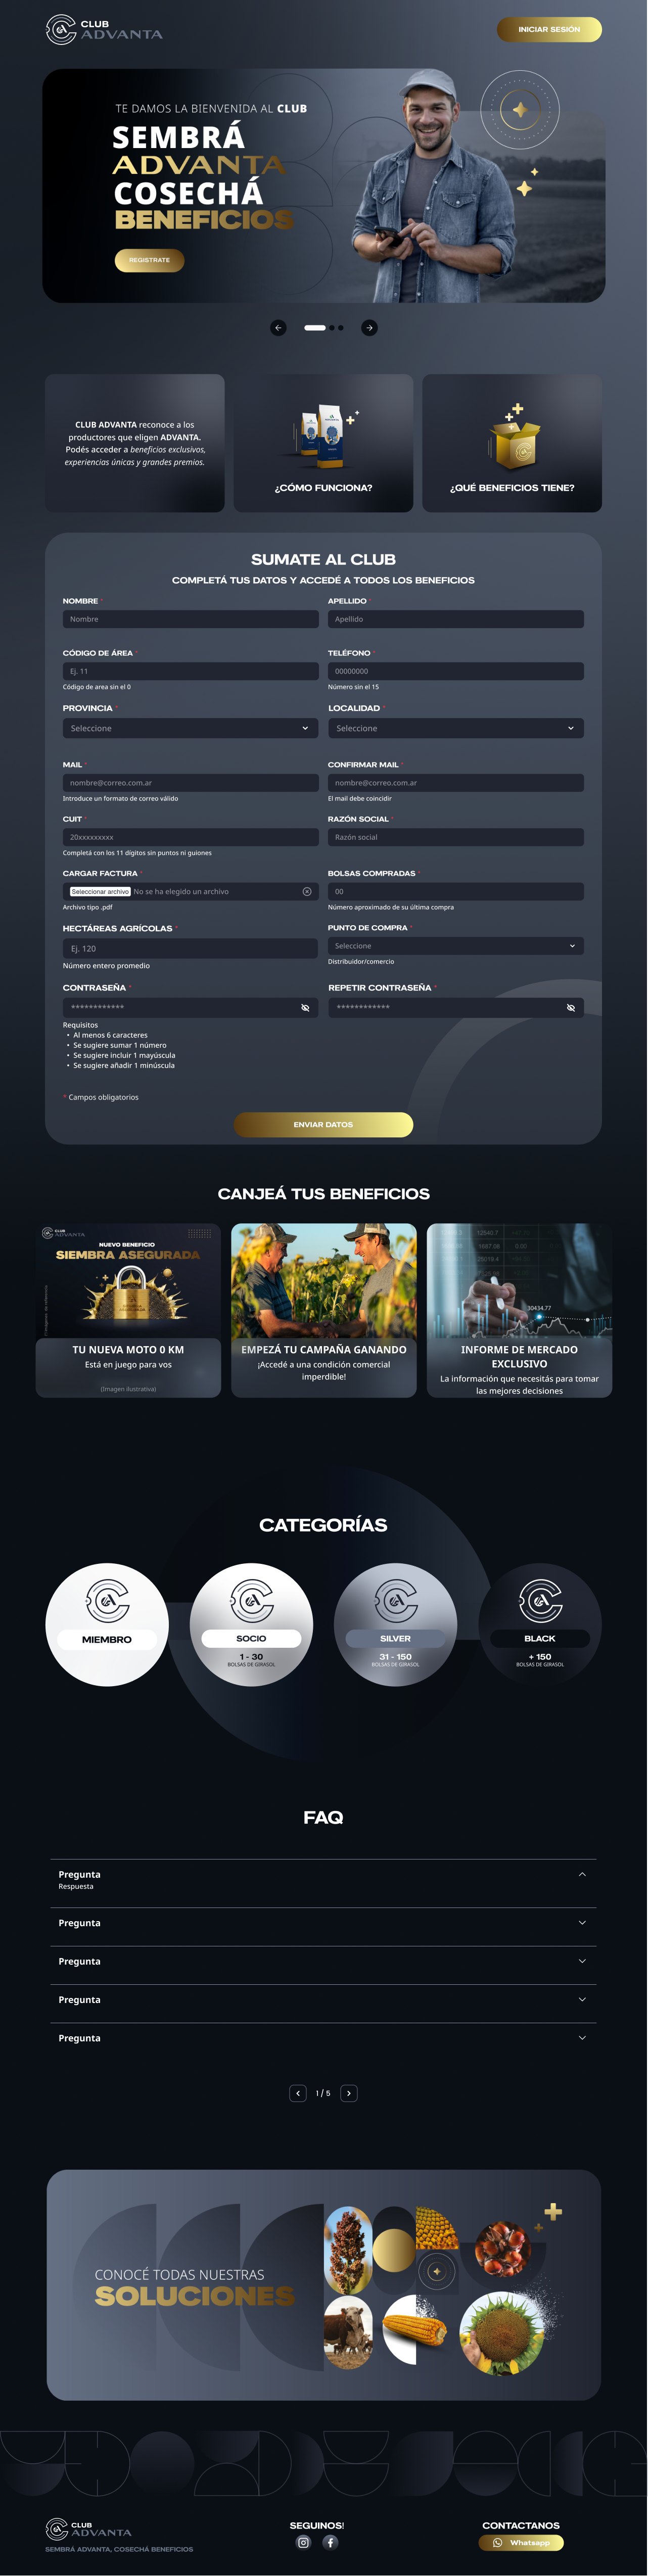 CLUB
ADVANTA
INICIAR SESIÓN
TE DAMOS LA BIENVENIDA AL CLUB
SEMBRÁ
ADVANTA
COSECHÁ
BENEFICIOS
REGISTRATE
CLUB ADVANTA reconoce a los
productores que eligen ADVANTA.
Podés acceder a beneficios exclusivos,
experiencias únicas y grandes premios.
¿CÓMO FUNCIONA?
¿QUÉ BENEFICIOS TIENE?
SUMATE AL CLUB
COMPLETÁ TUS DATOS Y ACCEDÉ A TODOS LOS BENEFICIOS
NOMBRE *
APELLIDO *
Nombre
Apellido
CÓDIGO DE ÁREA *
TELÉFONO *
Ej. 11
00000000
Código de area sin el 0
Número sin el 15
PROVINCIA *
LOCALIDAD *
Seleccione
Seleccione
MAIL *
CONFIRMAR MAIL *
nombre@correo.com.ar
nombre@correo.com.ar
Introduce un formato de correo válido
El mail debe coincidir
CUIT *
RAZÓN SOCIAL *
20xxxxxxxxx
Razón social
Completá con los 11 dígitos sin puntos ni guiones
CARGAR FACTURA *
BOLSAS COMPRADAS *
Seleccionar archivo No se ha elegido un archivo
00
Archivo tipo .pdf
Número aproximado de su última compra
HECTÁREAS AGRÍCOLAS *
PUNTO DE COMPRA *
Ej. 120
Seleccione
Número entero promedio
Distribuidor/comercio
CONTRASEÑA *
REPETIR CONTRASEÑA *
************
************
Requisitos
• Al menos 6 caracteres
• Se sugiere sumar 1 número
• Se sugiere incluir 1 mayúscula
• Se sugiere añadir 1 minúscula
* Campos obligatorios
ENVIAR DATOS
CANJEÁ TUS BENEFICIOS
CLUB
ADVANTA
NUEVO BENEFICIO
SIEMBRA ASEGURADA
TU NUEVA MOTO 0 KM
Está en juego para vos
(Imagen ilustrativa)
EMPEZÁ TU CAMPAÑA GANANDO
¡Accedé a una condición comercial
imperdible!
30434.77
INFORME DE MERCADO
EXCLUSIVO
La información que necesitás para tomar
las mejores decisiones
CATEGORÍAS
MIEMBRO
SOCIO
1 - 30
BOLSAS DE GIRASOL
SILVER
31 - 150
BOLSAS DE GIRASOL
BLACK
+ 150
BOLSAS DE GIRASOL
FAQ
Pregunta
Respuesta
Pregunta
Pregunta
Pregunta
Pregunta
1 / 5
CONOCÉ TODAS NUESTRAS
SOLUCIONES
CLUB
ADVANTA
SEMBRÁ ADVANTA, COSECHÁ BENEFICIOS
SEGUINOS!
CONTACTANOS
Whatsapp